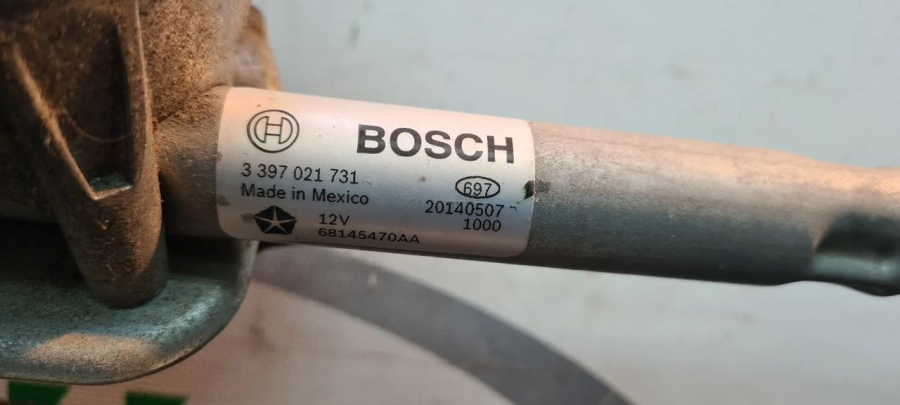 BOSCH
3 397 021 731
Made in Mexico
697
20140507
12V
1000
68145470AA